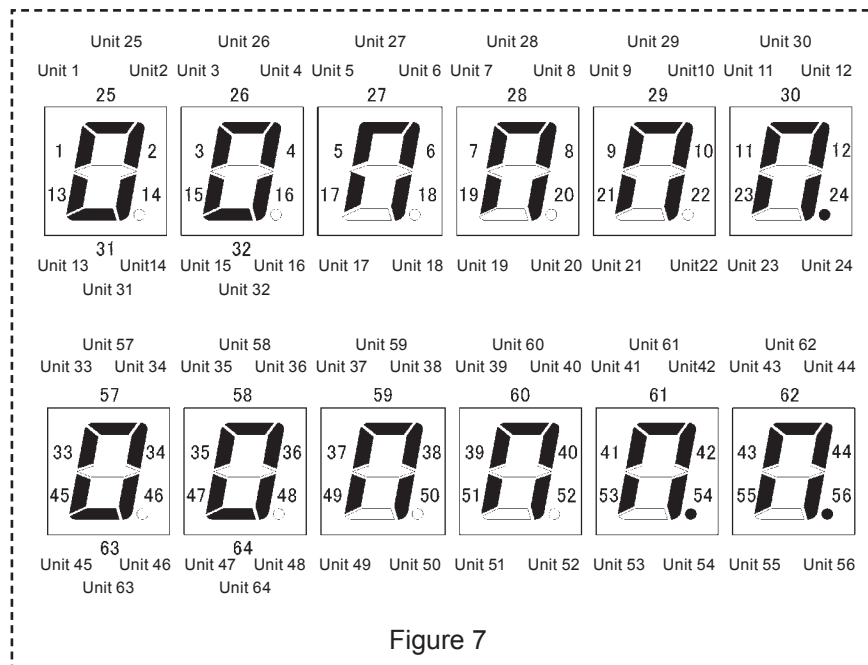 Unit 25 Unit 26 Unit 27 Unit 28 Unit 29 Unit 30
Unit 1 Unit2 Unit 3 Unit 4 Unit 5 Unit 6 Unit 7 Unit 8 Unit 9 Unit10 Unit 11 Unit 12
25 26 27 28 29 30
1 2 3 4 5 6 7 8 9 10 11 12
13 14 15 16 17 18 19 20 21 22 23 24
31 32
Unit 13 Unit14 Unit 15 Unit 16 Unit 17 Unit 18 Unit 19 Unit 20 Unit 21 Unit22 Unit 23 Unit 24
Unit 31 Unit 32
Unit 57 Unit 58 Unit 59 Unit 60 Unit 61 Unit 62
Unit 33 Unit 34 Unit 35 Unit 36 Unit 37 Unit 38 Unit 39 Unit 40 Unit 41 Unit42 Unit 43 Unit 44
57 58 59 60 61 62
33 34 35 36 37 38 39 40 41 42 43 44
45 46 47 48 49 50 51 52 53 54 55 56
63 64
Unit 45 Unit 46 Unit 47 Unit 48 Unit 49 Unit 50 Unit 51 Unit 52 Unit 53 Unit 54 Unit 55 Unit 56
Unit 63 Unit 64
Figure 7